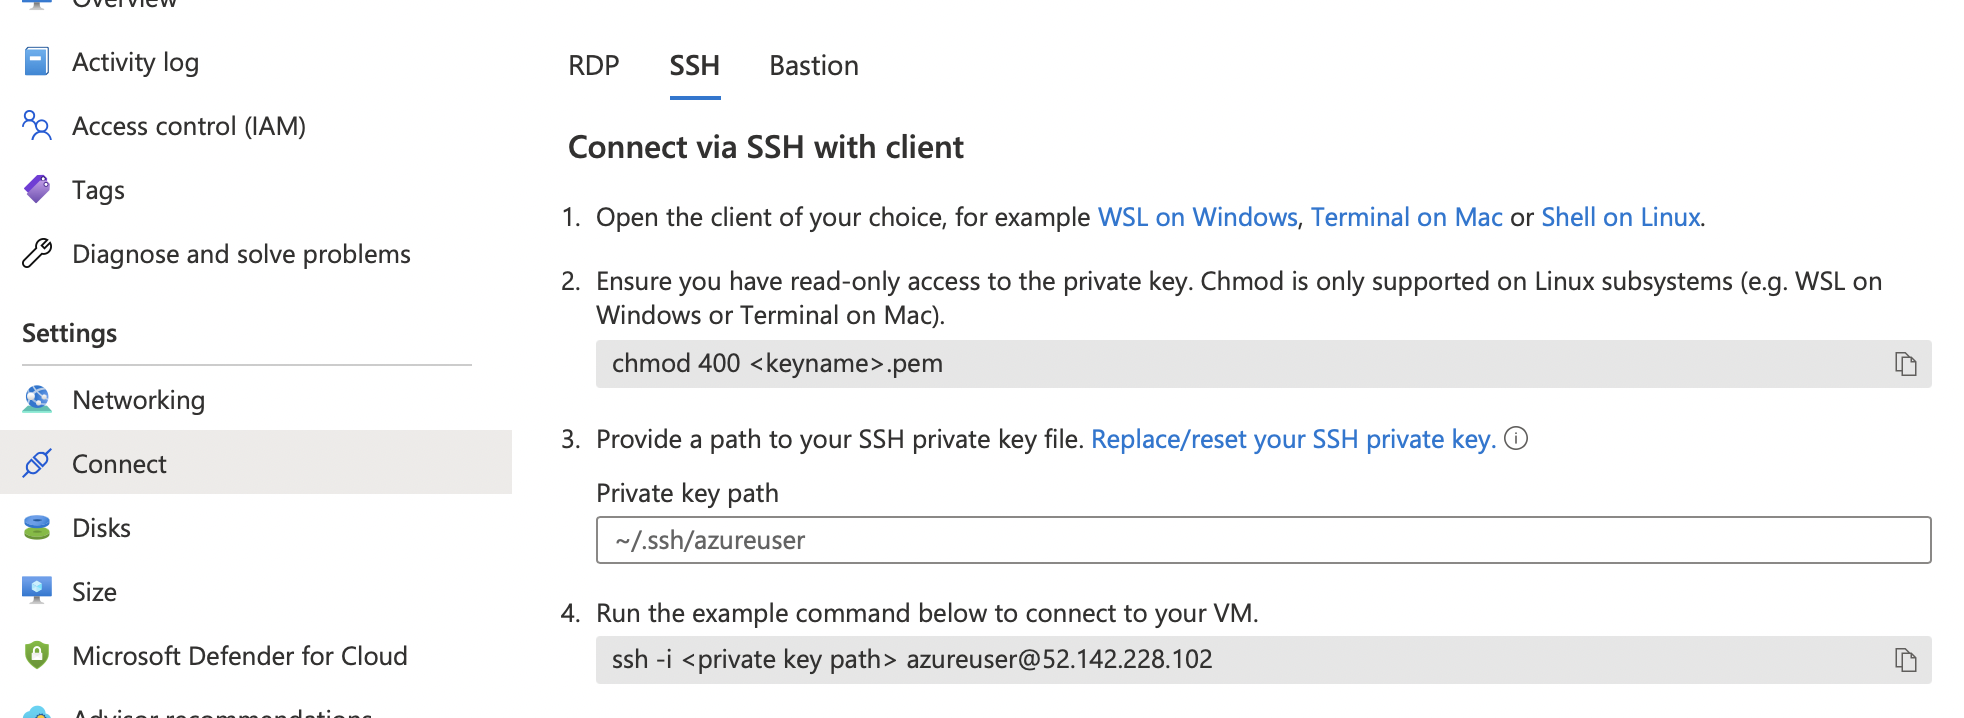 Overview
Activity log
Access control (IAM)
Tags
Diagnose and solve problems
Settings
Networking
Connect
Disks
Size
Microsoft Defender for Cloud
Advisor recommendations
RDP SSH Bastion
Connect via SSH with client
1. Open the client of your choice, for example WSL on Windows, Terminal on Mac or Shell on Linux.
2. Ensure you have read-only access to the private key. Chmod is only supported on Linux subsystems (e.g. WSL on
Windows or Terminal on Mac).
chmod 400 <keyname>.pem
3. Provide a path to your SSH private key file. Replace/reset your SSH private key.
Private key path
~/.ssh/azureuser
4. Run the example command below to connect to your VM.
ssh -i <private key path> azureuser@52.142.228.102